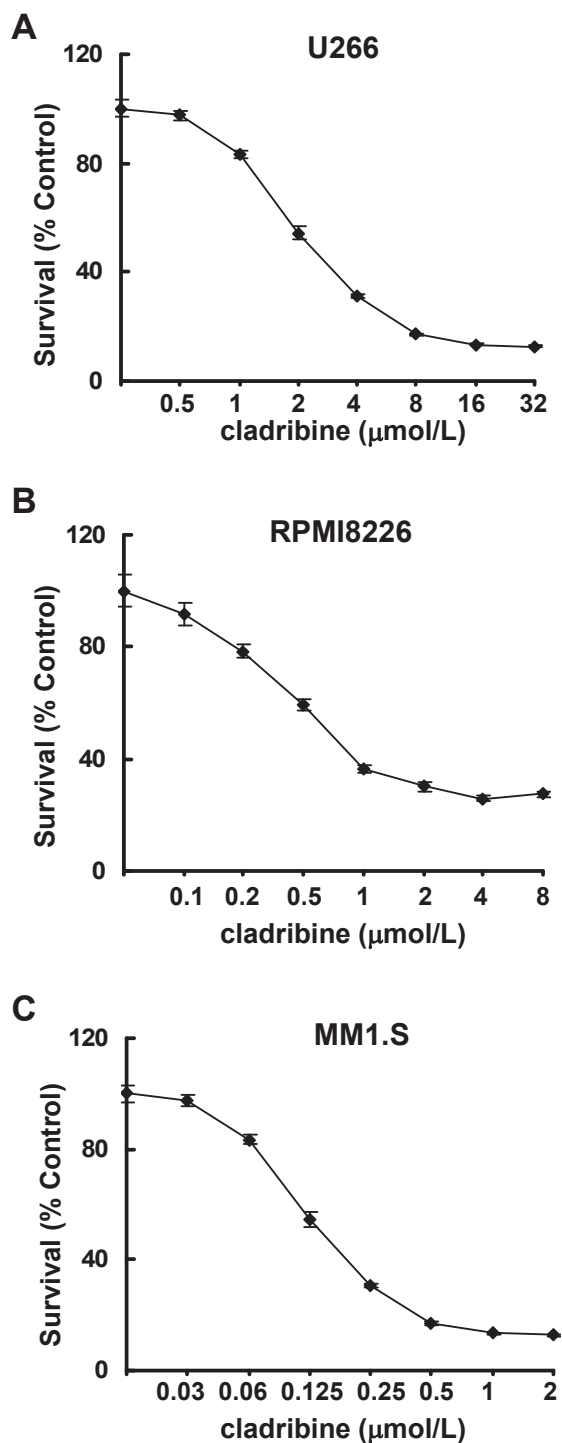 A
U266
Survival (% Control)
120
80
40
0
0.5 1 2 4 8 16 32
cladribine (μmol/L)
B
RPMI8226
Survival (% Control)
120
80
40
0
0.1 0.2 0.5 1 2 4 8
cladribine (μmol/L)
C
MM1.S
Survival (% Control)
120
80
40
0
0.03 0.06 0.125 0.25 0.5 1 2
cladribine (μmol/L)